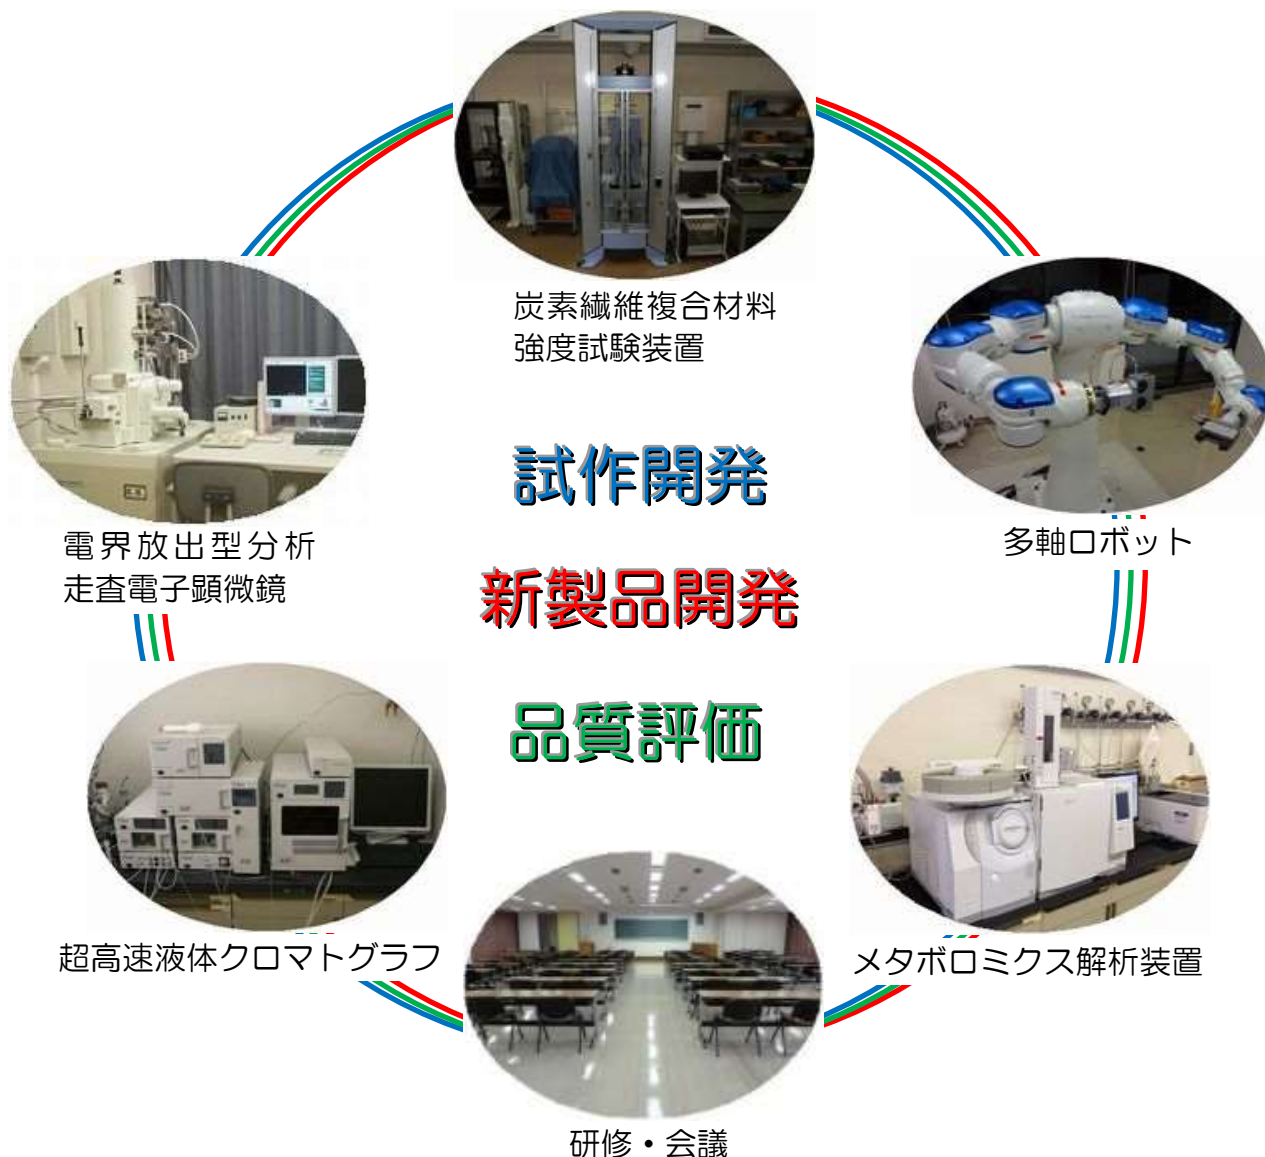 炭素繊維複合材料
強度試験装置
電界放出型分析
走査電子顕微鏡
多軸ロボット
試作開発
新製品開発
品質評価
超高速液体クロマトグラフ
メタボロミクス解析装置
研修・会議